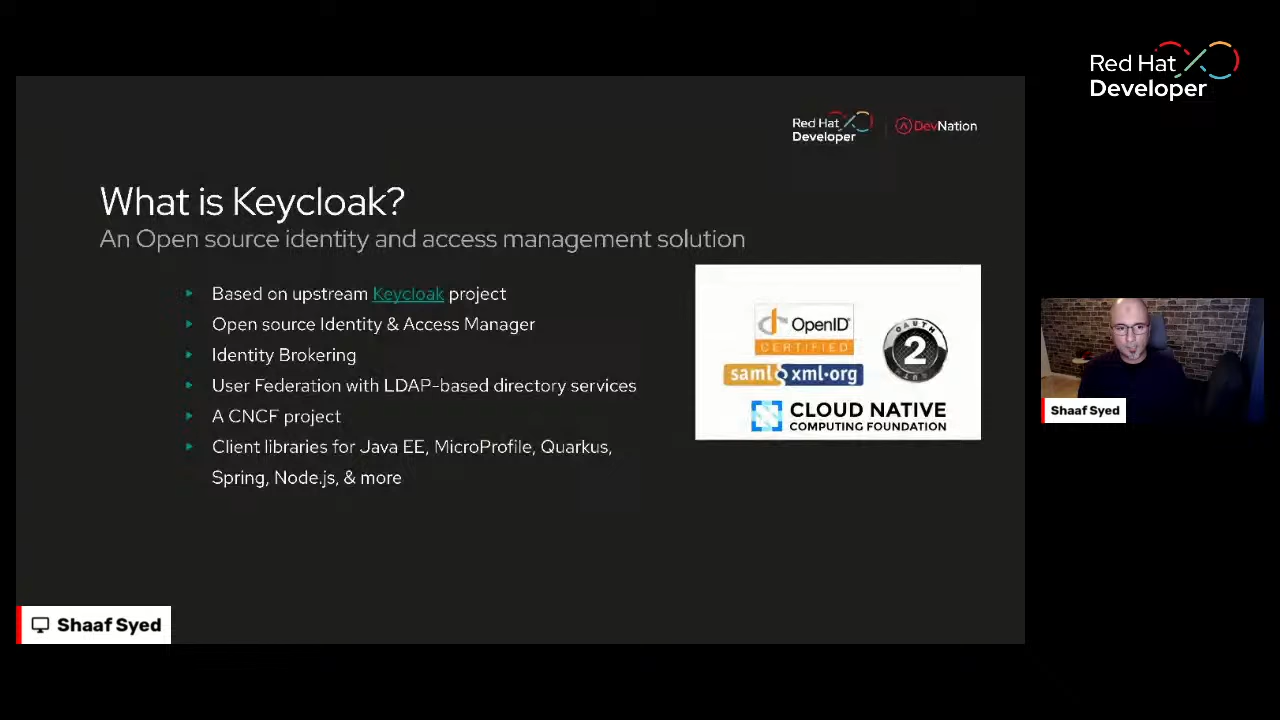 Red Hat
Developer
Red Hat
Developer
DevNation
What is Keycloak?
An Open source identity and access management solution
Based on upstream Keycloak project
Open source Identity & Access Manager
Identity Brokering
User Federation with LDAP-based directory services
A CNCF project
Client libraries for Java EE, MicroProfile, Quarkus,
Spring, Node.js, & more
OpenID®
CERTIFIED
OAUTH
2
saml xml.org
CLOUD NATIVE
COMPUTING FOUNDATION
Shaaf Syed
Shaaf Syed